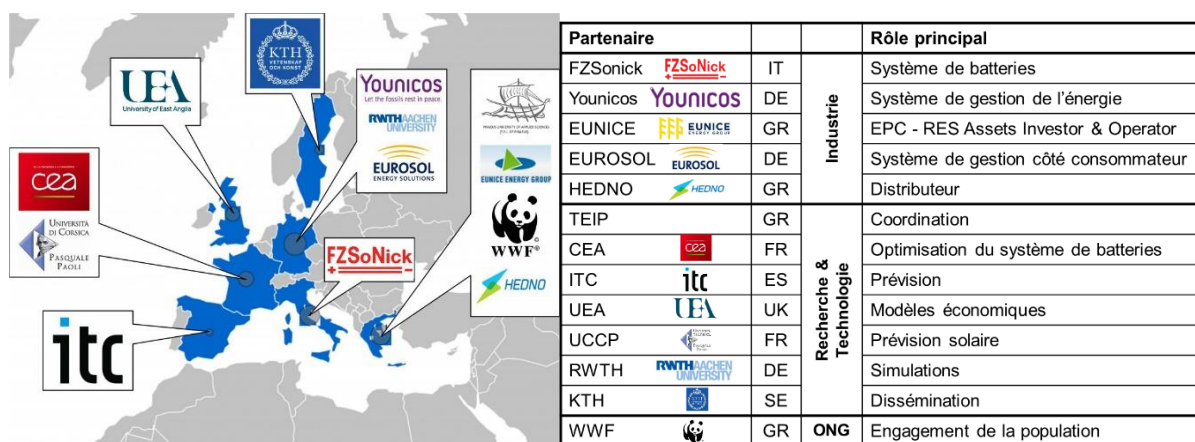 KTH
VETENSKAP
OCH KONST
UEA
University of East Anglia
YOUNICOS
Let the fossils rest in peace.
RWTHAACHEN
UNIVERSITY
EUROSOL
ENERGY SOLUTIONS
EUNICE ENERGY GROUP
WWF®
HEDNO
cea
UNIVERSITÀ
DI CORSICA
PASQUALE
PAOLI
FZSoNick
itc
Partenaire Rôle principal
FZSonick FZSoNick IT Système de batteries
Younicos YOUNICOS DE Système de gestion de l’énergie
EUNICE EUNICE ENERGY GROUP GR EPC - RES Assets Investor & Operator
EUROSOL EUROSOL DE Système de gestion côté consommateur
HEDNO HEDNO GR Distributeur
Industrie
TEIP GR Coordination
CEA cea FR Optimisation du système de batteries
ITC itc ES Prévision
UEA UEA UK Modèles économiques
UCCP FR Prévision solaire
RWTH RWTHAACHEN UNIVERSITY DE Simulations
KTH SE Dissémination
Recherche &
Technologie
WWF GR ONG Engagement de la population